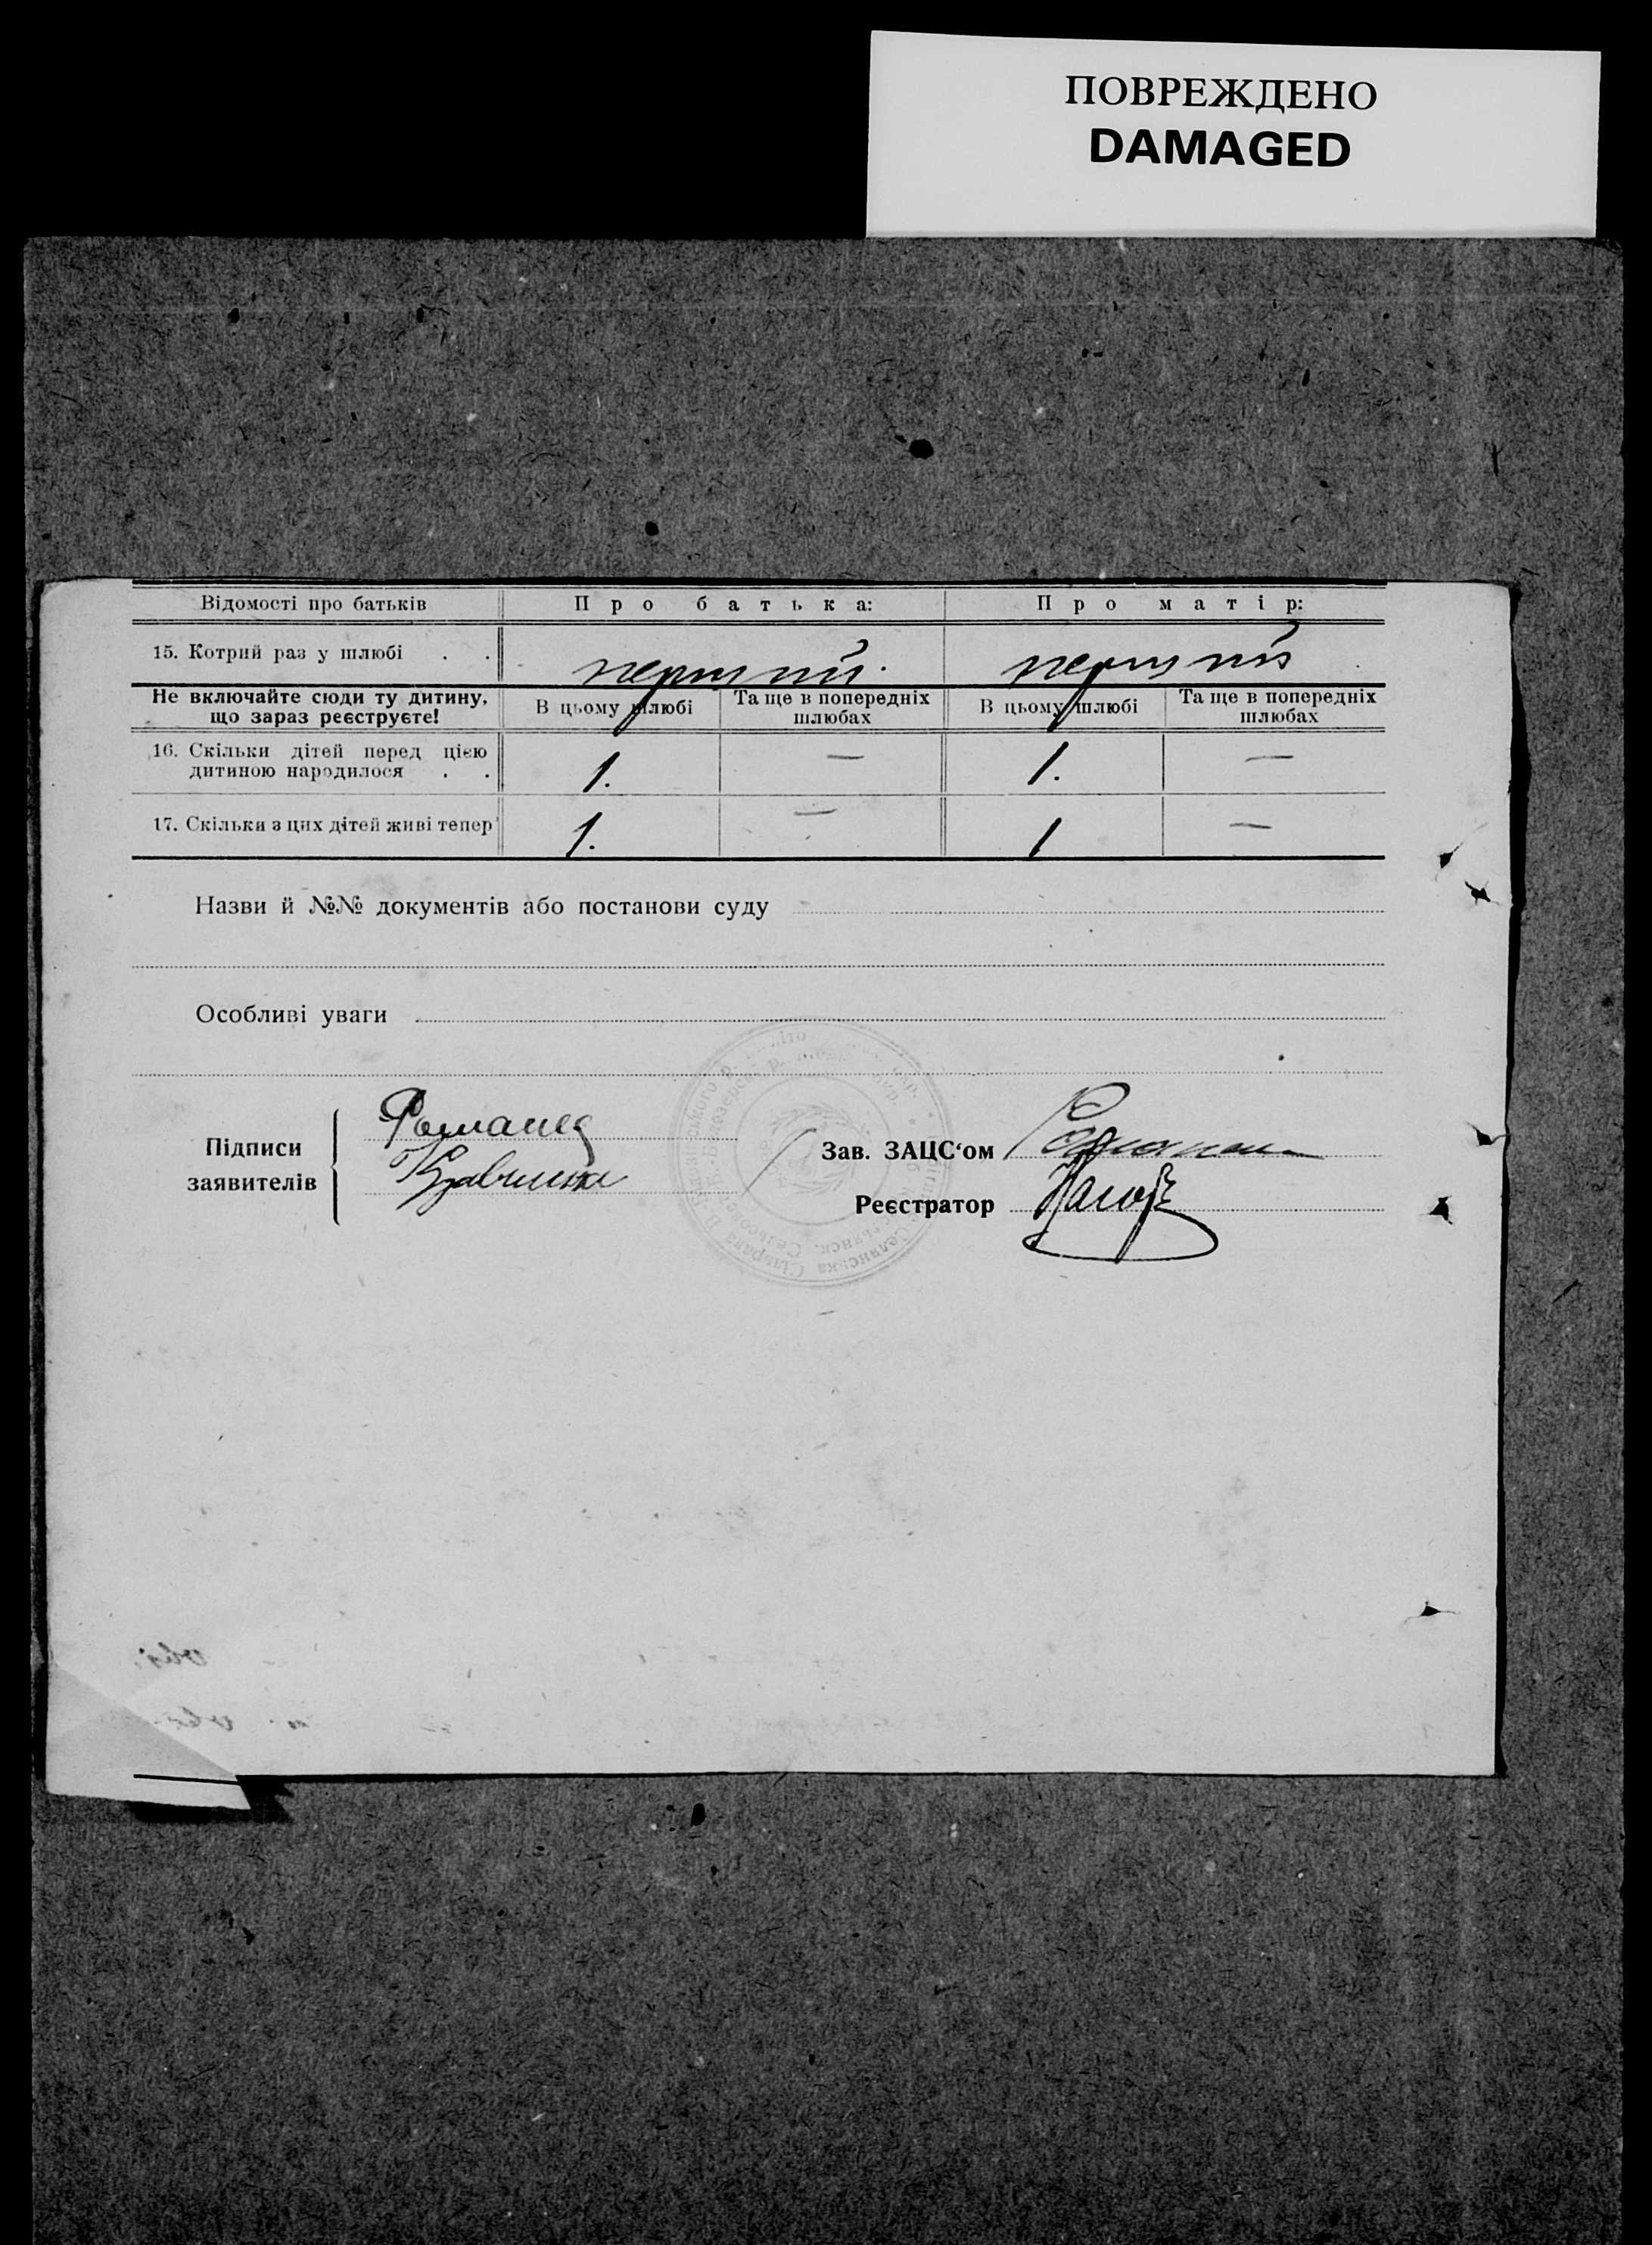 ПОВРЕЖДЕНО
DAMAGED
Відомості про батьків Про батька: Про матір:
15. Котрий раз у шлюбі . . перший. перший
Не включайте сюди ту дитину, що зараз реєструєте! В цьому шлюбі Та ще в попередніх шлюбах В цьому шлюбі Та ще в попередніх шлюбах
16. Скільки дітей перед цією
дитиною народилося . . 1. — 1. —
17. Скільки з цих дітей живі тепер 1. — 1 —
Назви й №№ документів або постанови суду
Особливі уваги
Підписи
заявителів
Зав. ЗАЦС‘ом
Реєстратор